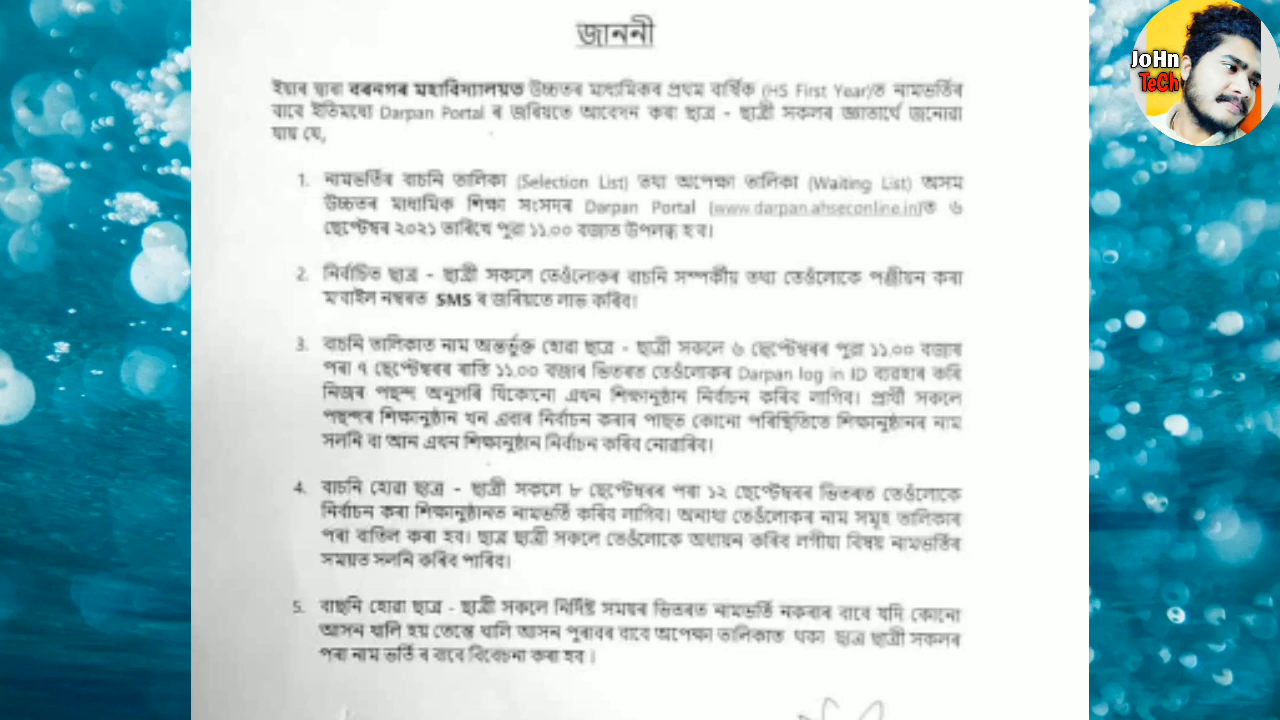 জাননী
ইয়াৰ দ্বাৰা বৰনগৰ মহাবিদ্যালয়ত উচ্চতৰ মাধ্যমিকৰ প্ৰথম বাৰ্ষিক (HS First Year)ত নামভৰ্তিৰ
বাবে ইতিমধ্যে Darpan Portal ৰ জৰিয়তে আবেদন কৰা ছাত্ৰ - ছাত্ৰী সকলৰ জ্ঞাতাৰ্থে জনোৱা
যায় যে,
1. নামভৰ্তিৰ বাচনি তালিকা (Selection List) তথা অপেক্ষা তালিকা (Waiting List) অসম
উচ্চতৰ মাধ্যমিক শিক্ষা সংসদৰ Darpan Portal (www.darpan.ahseconline.in)ত ৬
ছেপ্টেম্বৰ ২০২১ তাৰিখে পুৱা ১১.০০ বজাত উপলব্ধ হ'ব।
2. নিৰ্বাচিত ছাত্ৰ - ছাত্ৰী সকলে তেওঁলোকৰ বাচনি সম্পৰ্কীয় তথ্য তেওঁলোকে পঞ্জীয়ন কৰা
ম'বাইল নম্বৰত SMS ৰ জৰিয়তে লাভ কৰিব।
3. বাচনি তালিকাত নাম অন্তৰ্ভুক্ত হোৱা ছাত্ৰ - ছাত্ৰী সকলে ৬ ছেপ্টেম্বৰৰ পুৱা ১১.০০ বজাৰ
পৰা ৭ ছেপ্টেম্বৰৰ ৰাতি ১১.০০ বজাৰ ভিতৰত তেওঁলোকৰ Darpan log in ID ব্যৱহাৰ কৰি
নিজৰ পছন্দ অনুসৰি যিকোনো এখন শিক্ষানুষ্ঠান নিৰ্বাচন কৰিব লাগিব। প্ৰাৰ্থী সকলে
পছন্দৰ শিক্ষানুষ্ঠান খন এবাৰ নিৰ্বাচন কৰাৰ পাছত কোনো পৰিস্থিতিতে শিক্ষানুষ্ঠানৰ নাম
সলনি বা আন এখন শিক্ষানুষ্ঠান নিৰ্বাচন কৰিব নোৱাৰিব।
4. বাচনি হোৱা ছাত্ৰ - ছাত্ৰী সকলে ৮ ছেপ্টেম্বৰৰ পৰা ১২ ছেপ্টেম্বৰৰ ভিতৰত তেওঁলোকে
নিৰ্বাচন কৰা শিক্ষানুষ্ঠানত নামভৰ্তি কৰিব লাগিব। অন্যথা তেওঁলোকৰ নাম সমূহ তালিকাৰ
পৰা বাতিল কৰা হব। ছাত্ৰ ছাত্ৰী সকলে তেওঁলোকে অধ্যয়ন কৰিব লগীয়া বিষয় নামভৰ্তিৰ
সময়ত সলনি কৰিব পাৰিব।
5. বাছনি হোৱা ছাত্ৰ - ছাত্ৰী সকলে নিৰ্দিষ্ট সময়ৰ ভিতৰত নামভৰ্তি নকৰাৰ বাবে যদি কোনো
আসন খালি হয় তেন্তে খালি আসন পুৰাবৰ বাবে অপেক্ষা তালিকাত থকা ছাত্ৰ ছাত্ৰী সকলৰ
পৰা নাম ভৰ্তি ৰ বাবে বিবেচনা কৰা হব ।
JoHn
TeCh